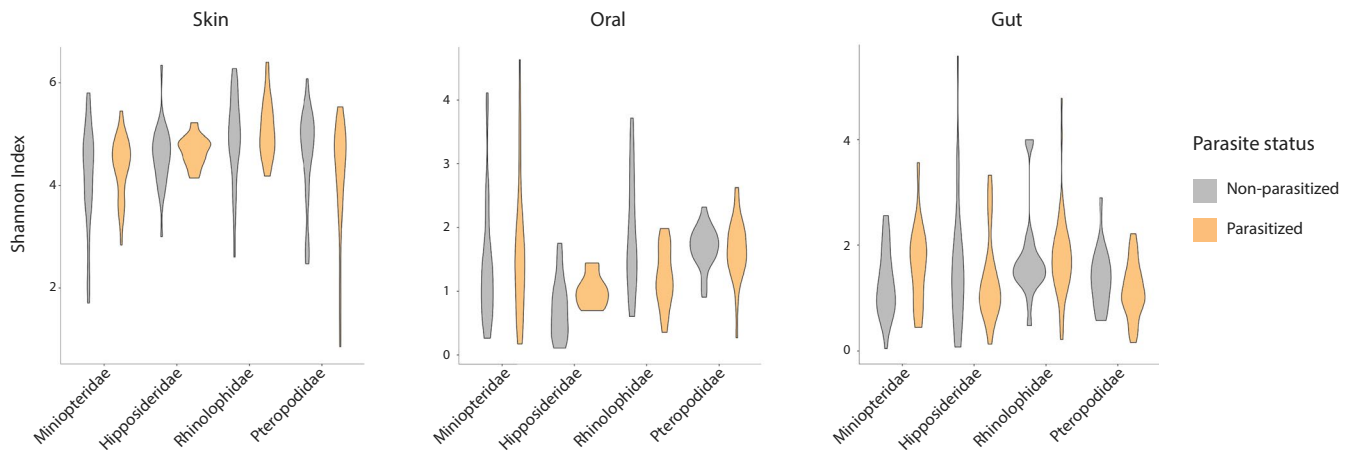 Skin
Oral
Gut
Shannon Index
6
4
2
4
3
2
1
0
4
2
0
Miniopteridae
Hipposideridae
Rhinolophidae
Pteropodidae
Miniopteridae
Hipposideridae
Rhinolophidae
Pteropodidae
Miniopteridae
Hipposideridae
Rhinolophidae
Pteropodidae
Parasite status
Non-parasitized
Parasitized